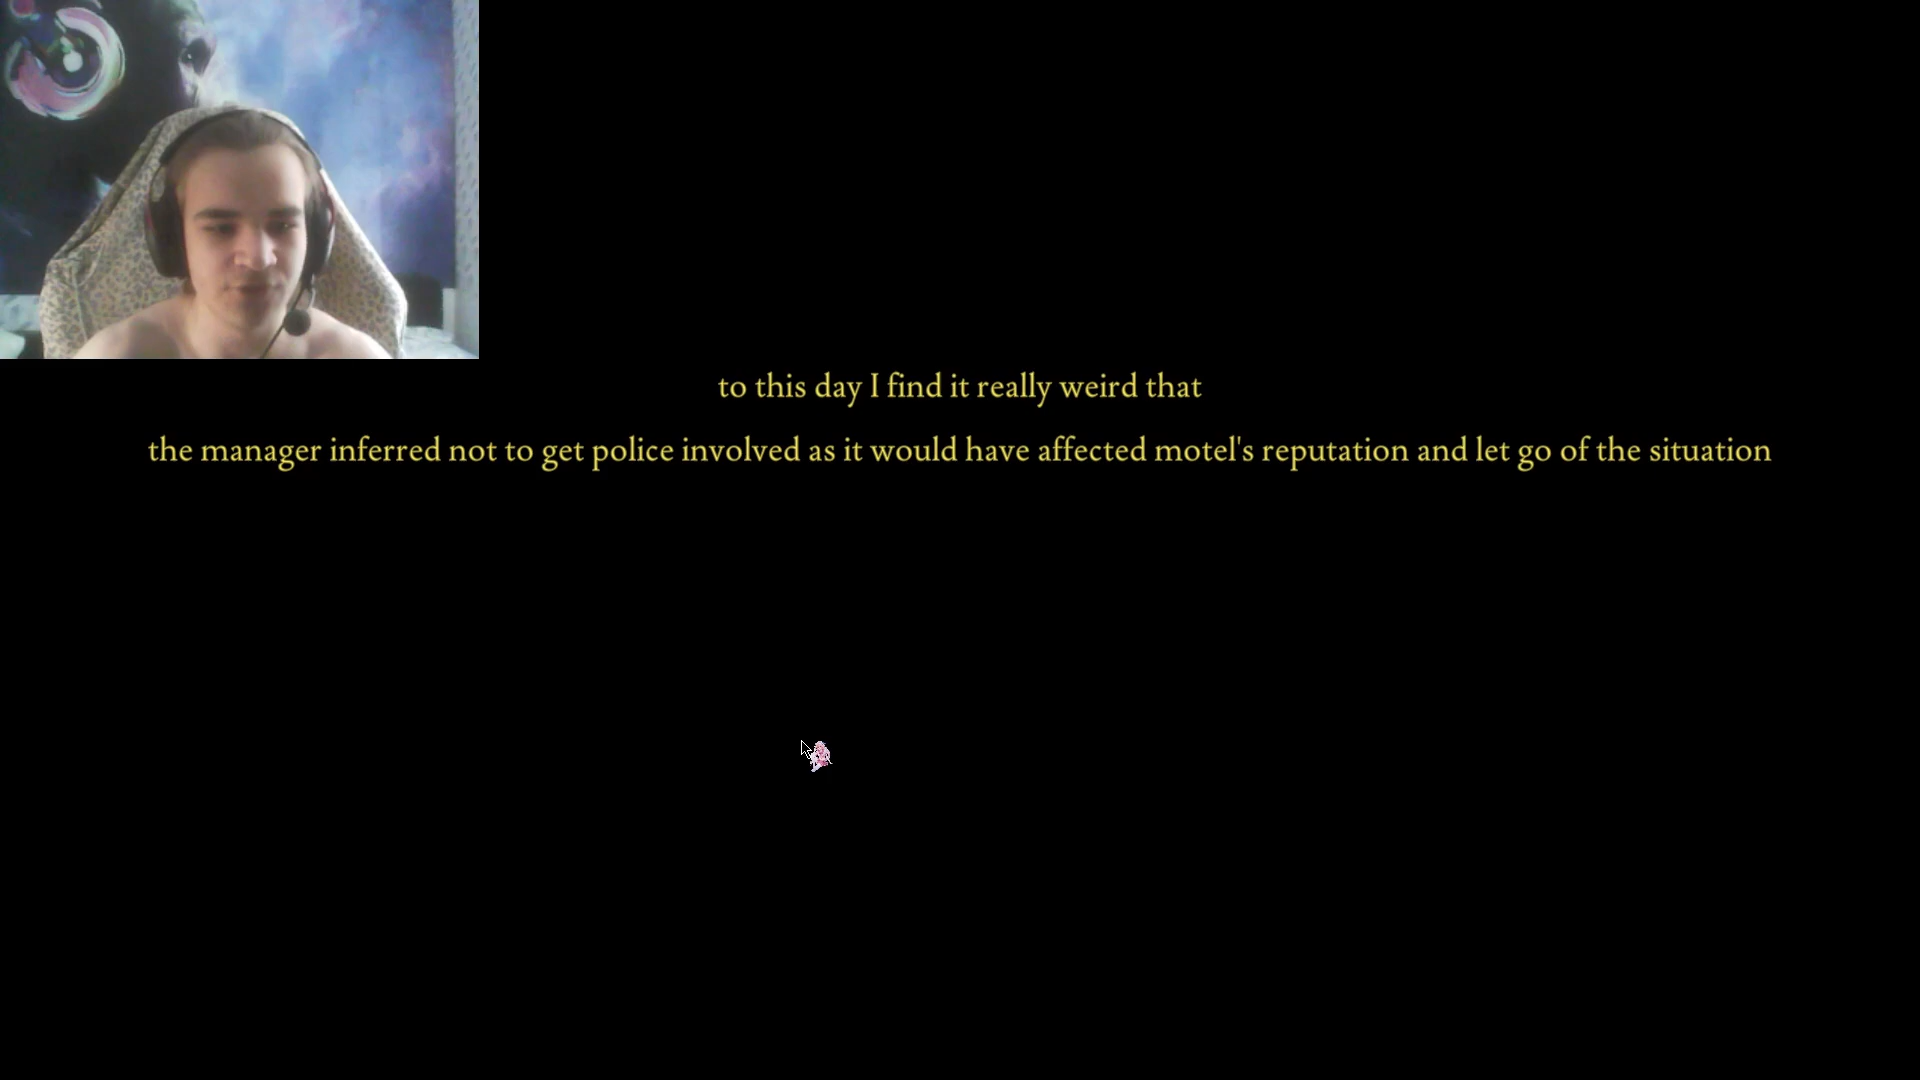 to this day I find it really weird that
the manager inferred not to get police involved as it would have affected motel's reputation and let go of the situation